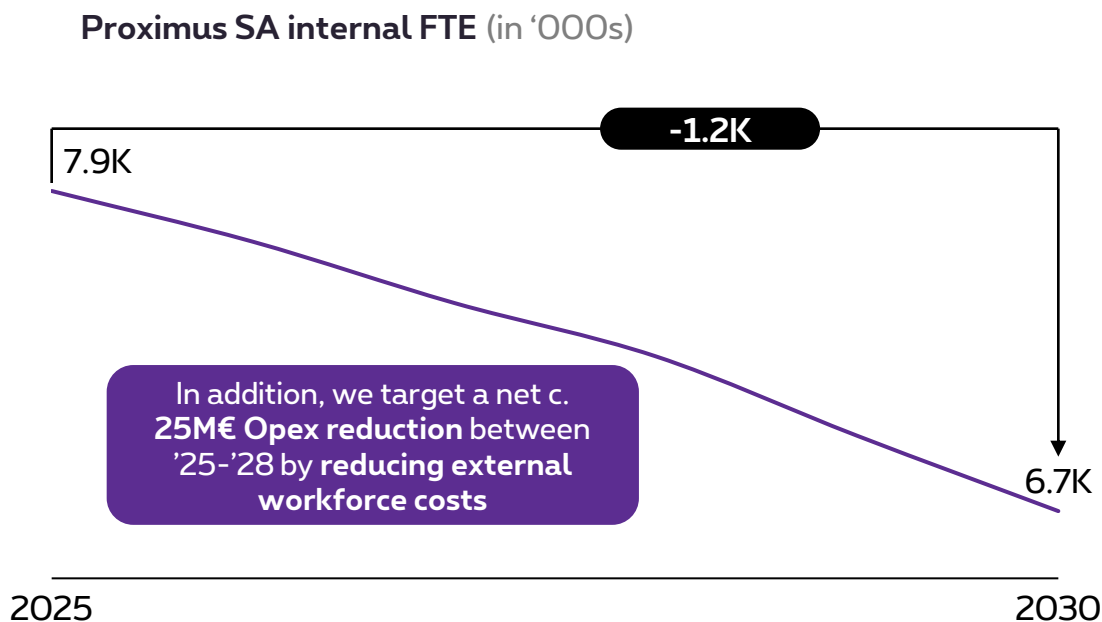 Proximus SA internal FTE (in ‘000s)
-1.2K
7.9K
In addition, we target a net c.
25M€ Opex reduction between
’25-’28 by reducing external
workforce costs
6.7K
2025
2030